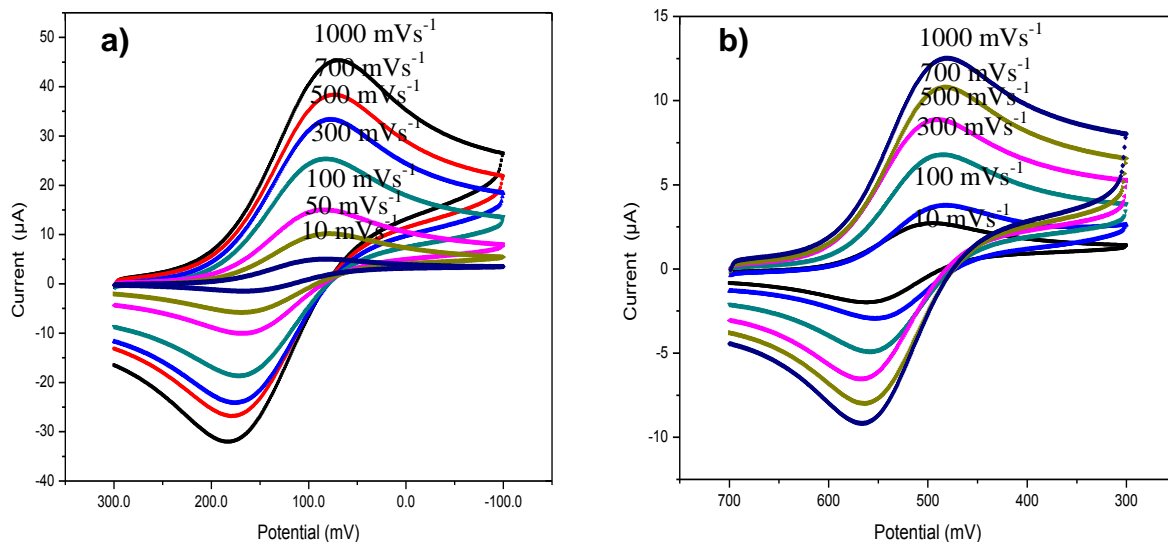 a)
1000 mVs-1
700 mVs-1
500 mVs-1
300 mVs-1
100 mVs-1
50 mVs-1
10 mVs-1
50
40
30
20
10
0
-10
-20
-30
-40
Current (µA)
300.0 200.0 100.0 0.0 -100.0
Potential (mV)
b)
1000 mVs-1
700 mVs-1
500 mVs-1
300 mVs-1
100 mVs-1
10 mVs-1
15
10
5
0
-5
-10
Current (µA)
700 600 500 400 300
Potential (mV)